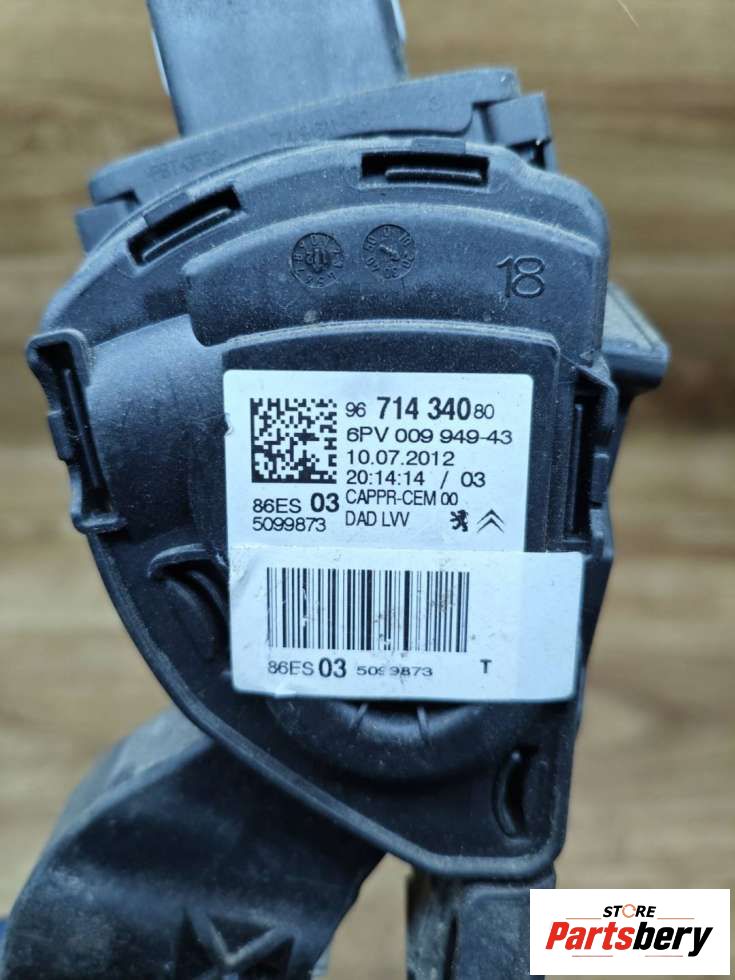 18
96 714 340 80
6PV 009 949-43
10.07.2012
20:14:14 / 03
86ES 03 CAPPR-CEM 00
5099873 DAD LVV
86ES 03 5099873 T
STORE
Partsbery